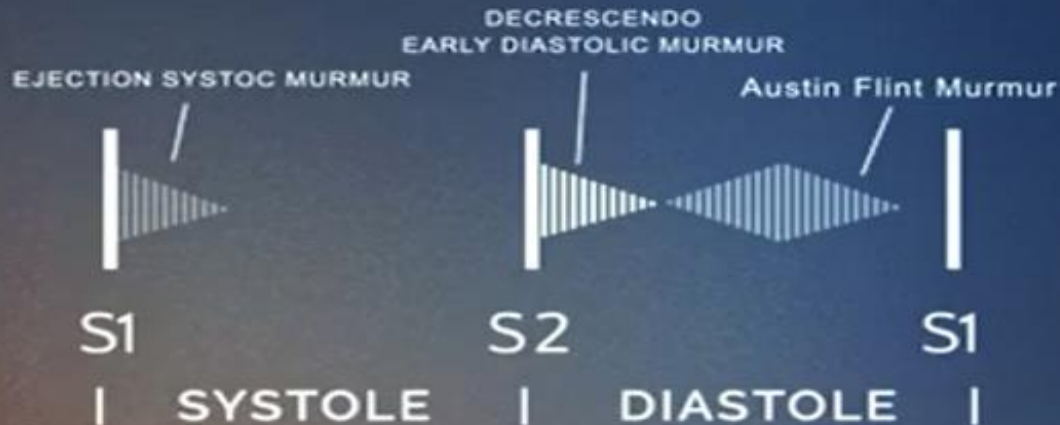 DECRESCENDO
EARLY DIASTOLIC MURMUR
EJECTION SYSTOC MURMUR
Austin Flint Murmur
S1
S2
S1
| SYSTOLE | DIASTOLE |